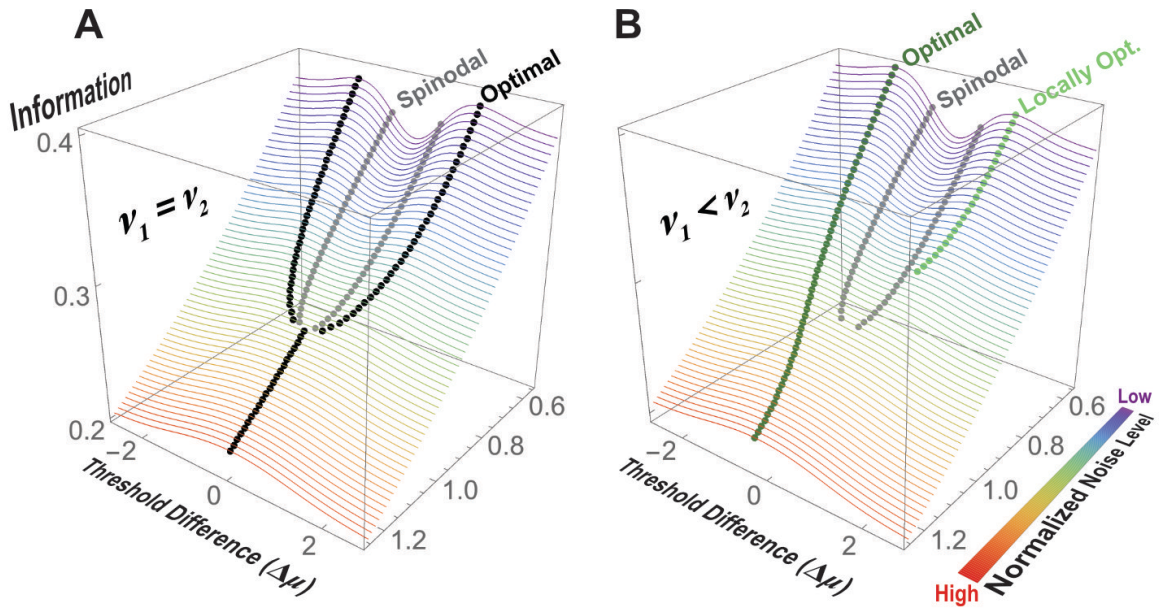 A
Information
Spinodal
Optimal
0.4
0.3
0.2
ν1 = ν2
−2
0
2
Threshold Difference (Δμ)
0.6
0.8
1.0
1.2
B
Optimal
Spinodal
Locally Opt.
ν1 < ν2
−2
0
2
Threshold Difference (Δμ)
0.6
0.8
1.0
1.2
Low
Normalized Noise Level
High